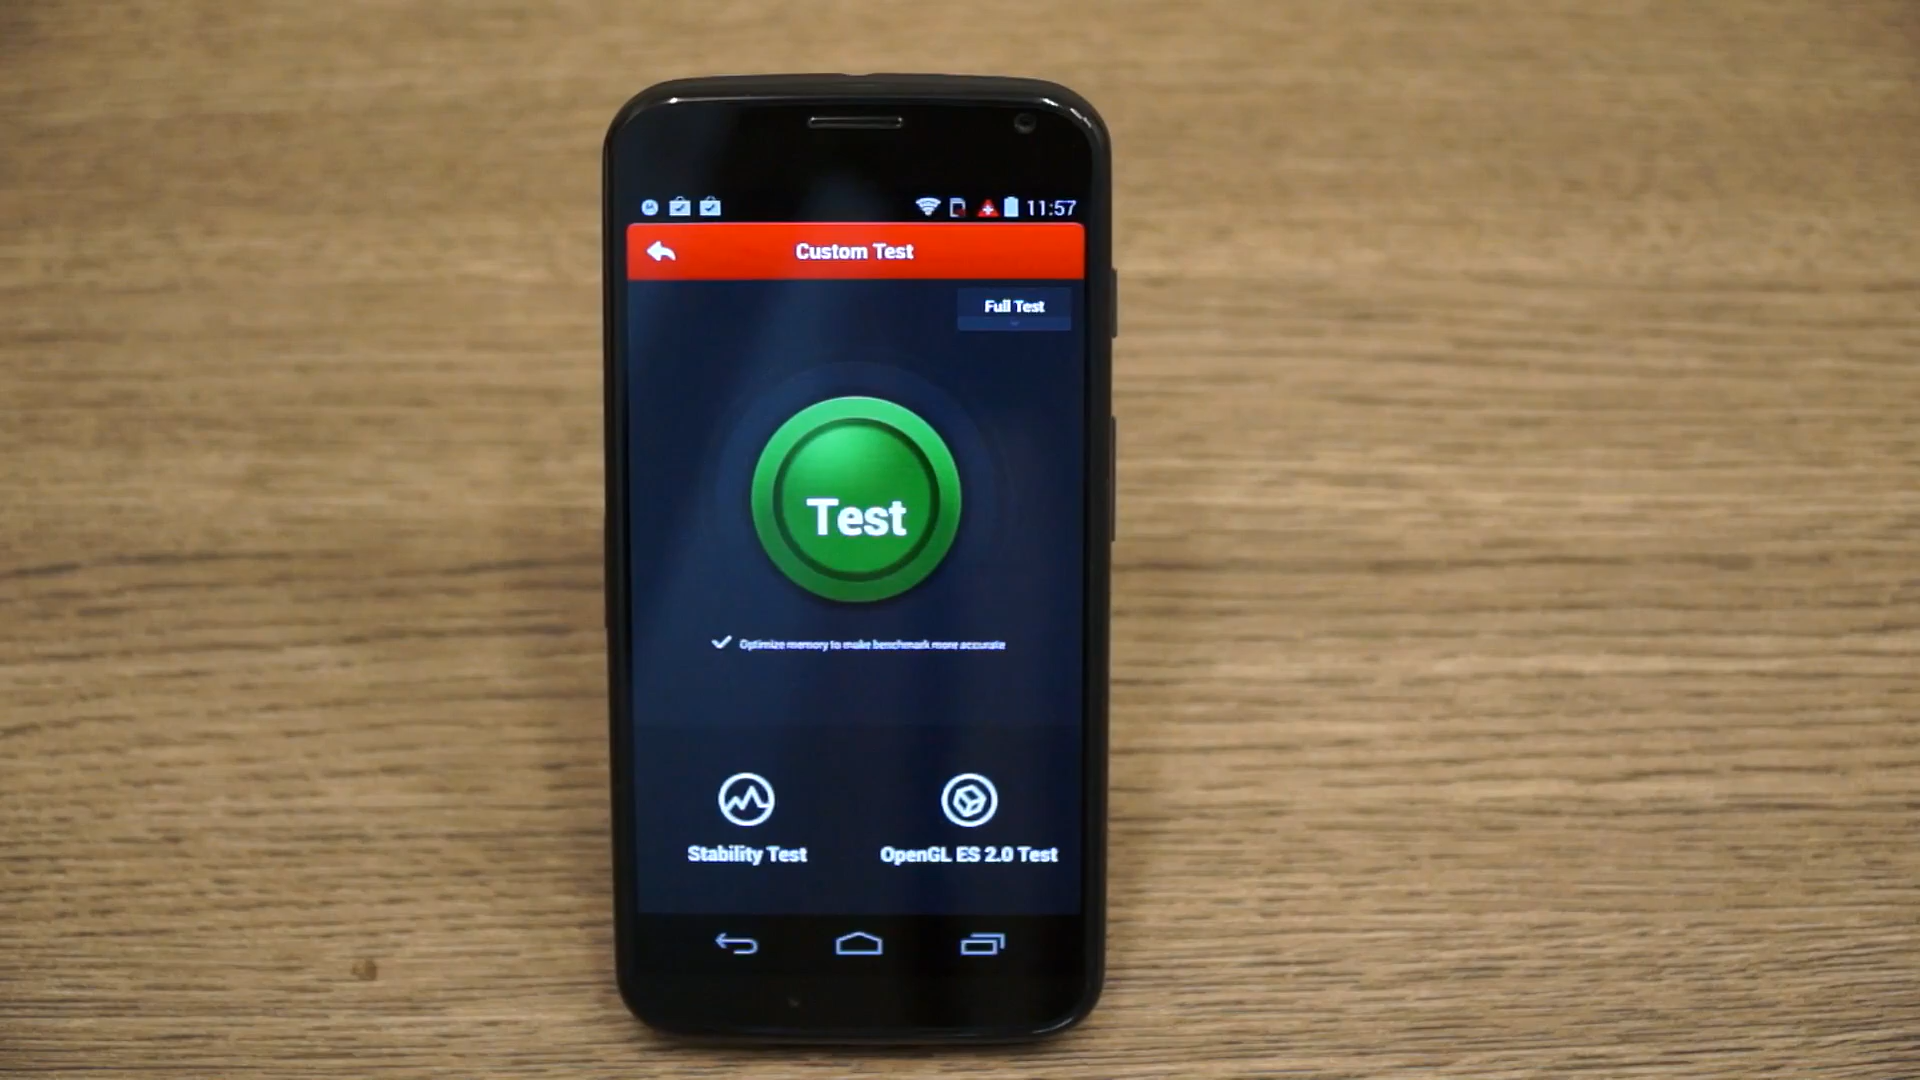 11:57
Custom Test
Full Test
Test
Optimize memory to make benchmark more accurate
Stability Test
OpenGL ES 2.0 Test